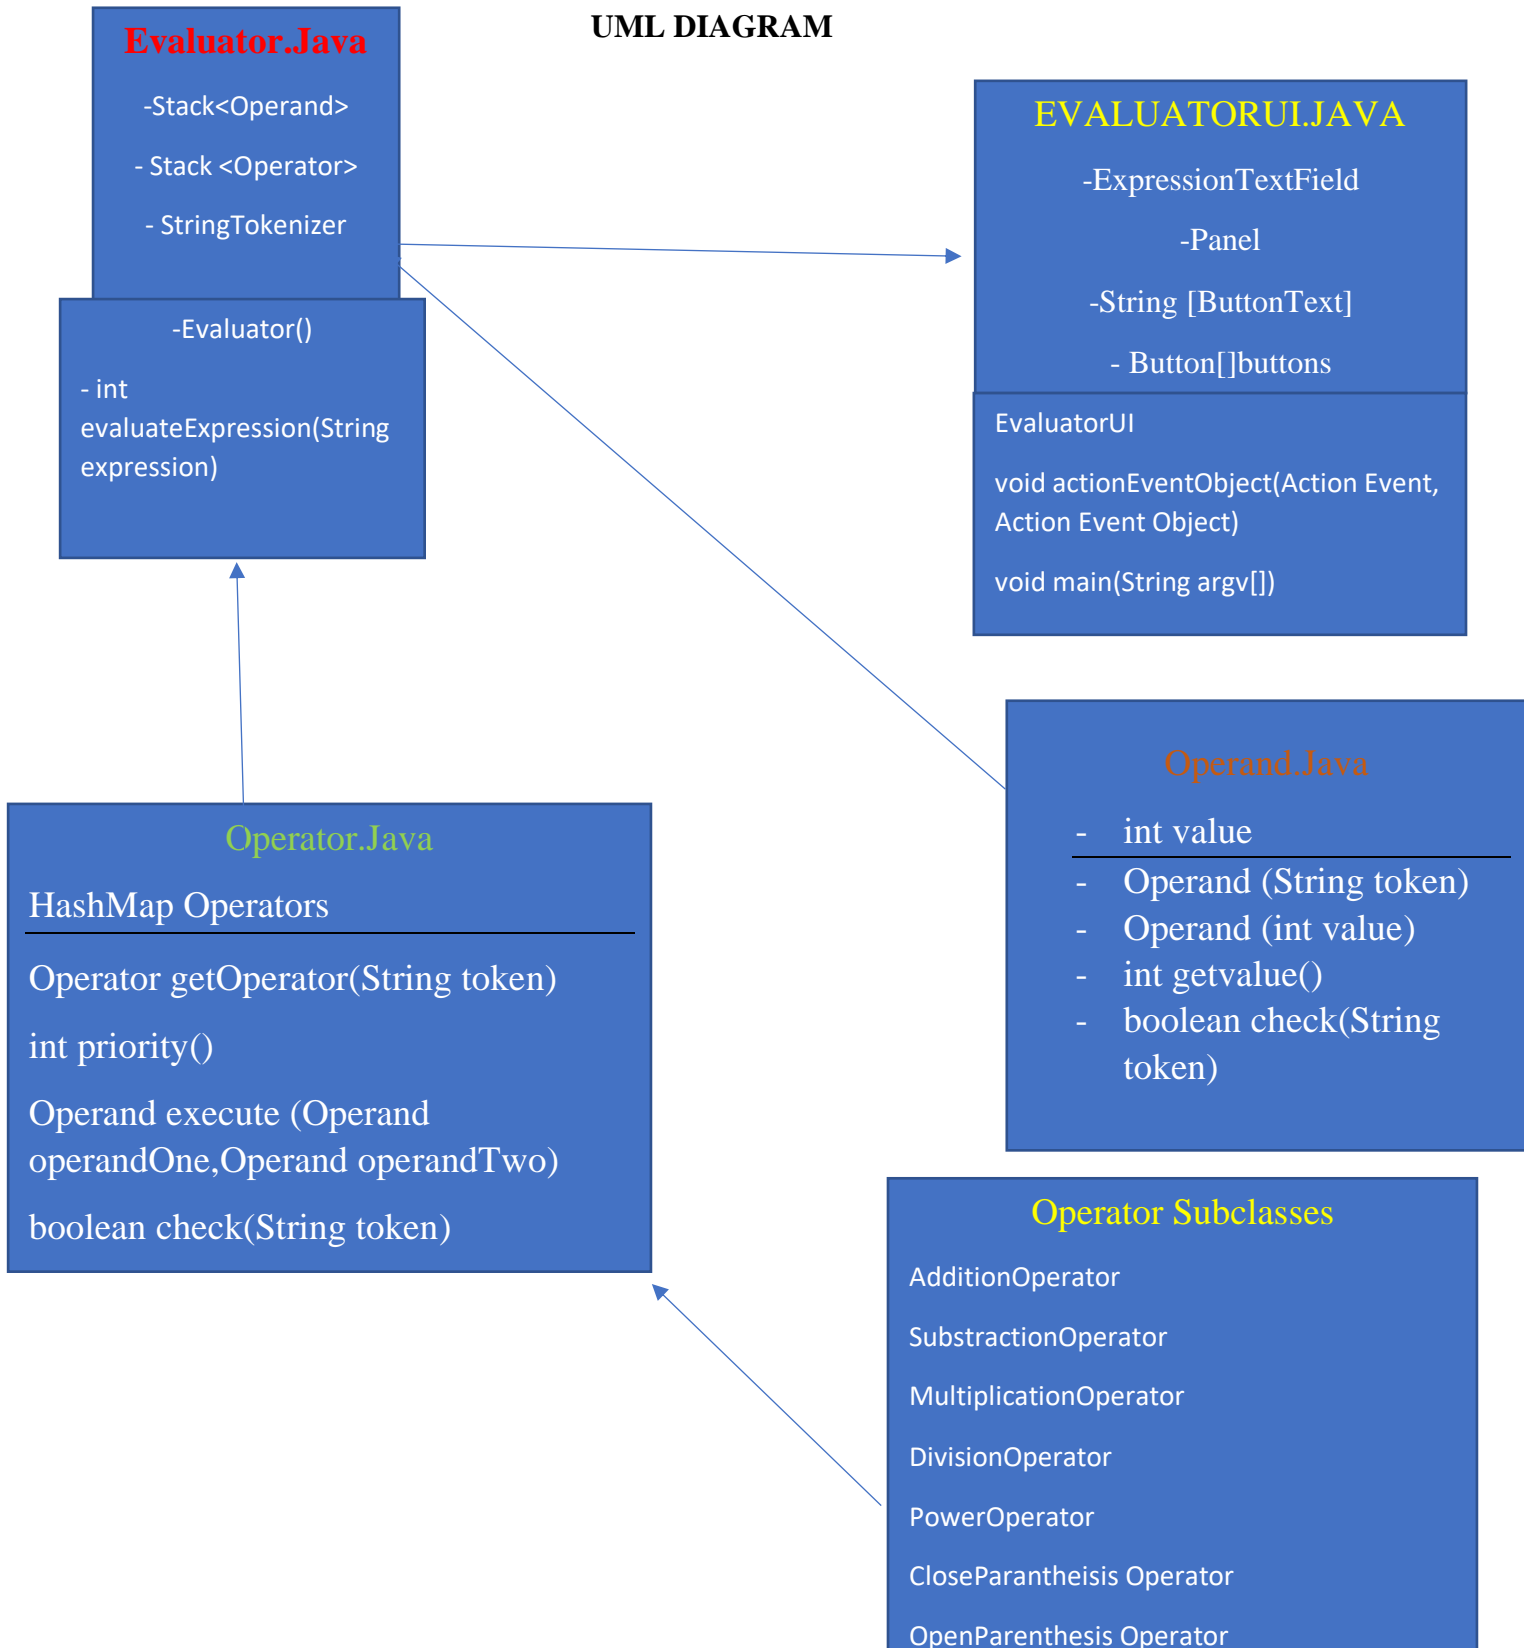 UML DIAGRAM
Evaluator.Java
-Stack<Operand>
- Stack <Operator>
- StringTokenizer
-Evaluator()
- int
evaluateExpression(String
expression)
EVALUATORUI.JAVA
-ExpressionTextField
-Panel
-String [ButtonText]
- Button[]buttons
EvaluatorUI
void actionEventObject(Action Event,
Action Event Object)
void main(String argv[])
Operator.Java
HashMap Operators
Operator getOperator(String token)
int priority()
Operand execute (Operand
operandOne,Operand operandTwo)
boolean check(String token)
Operand.Java
- int value
- Operand (String token)
- Operand (int value)
- int getvalue()
- boolean check(String
token)
Operator Subclasses
AdditionOperator
SubstractionOperator
MultiplicationOperator
DivisionOperator
PowerOperator
CloseParantheisis Operator
OpenParenthesis Operator